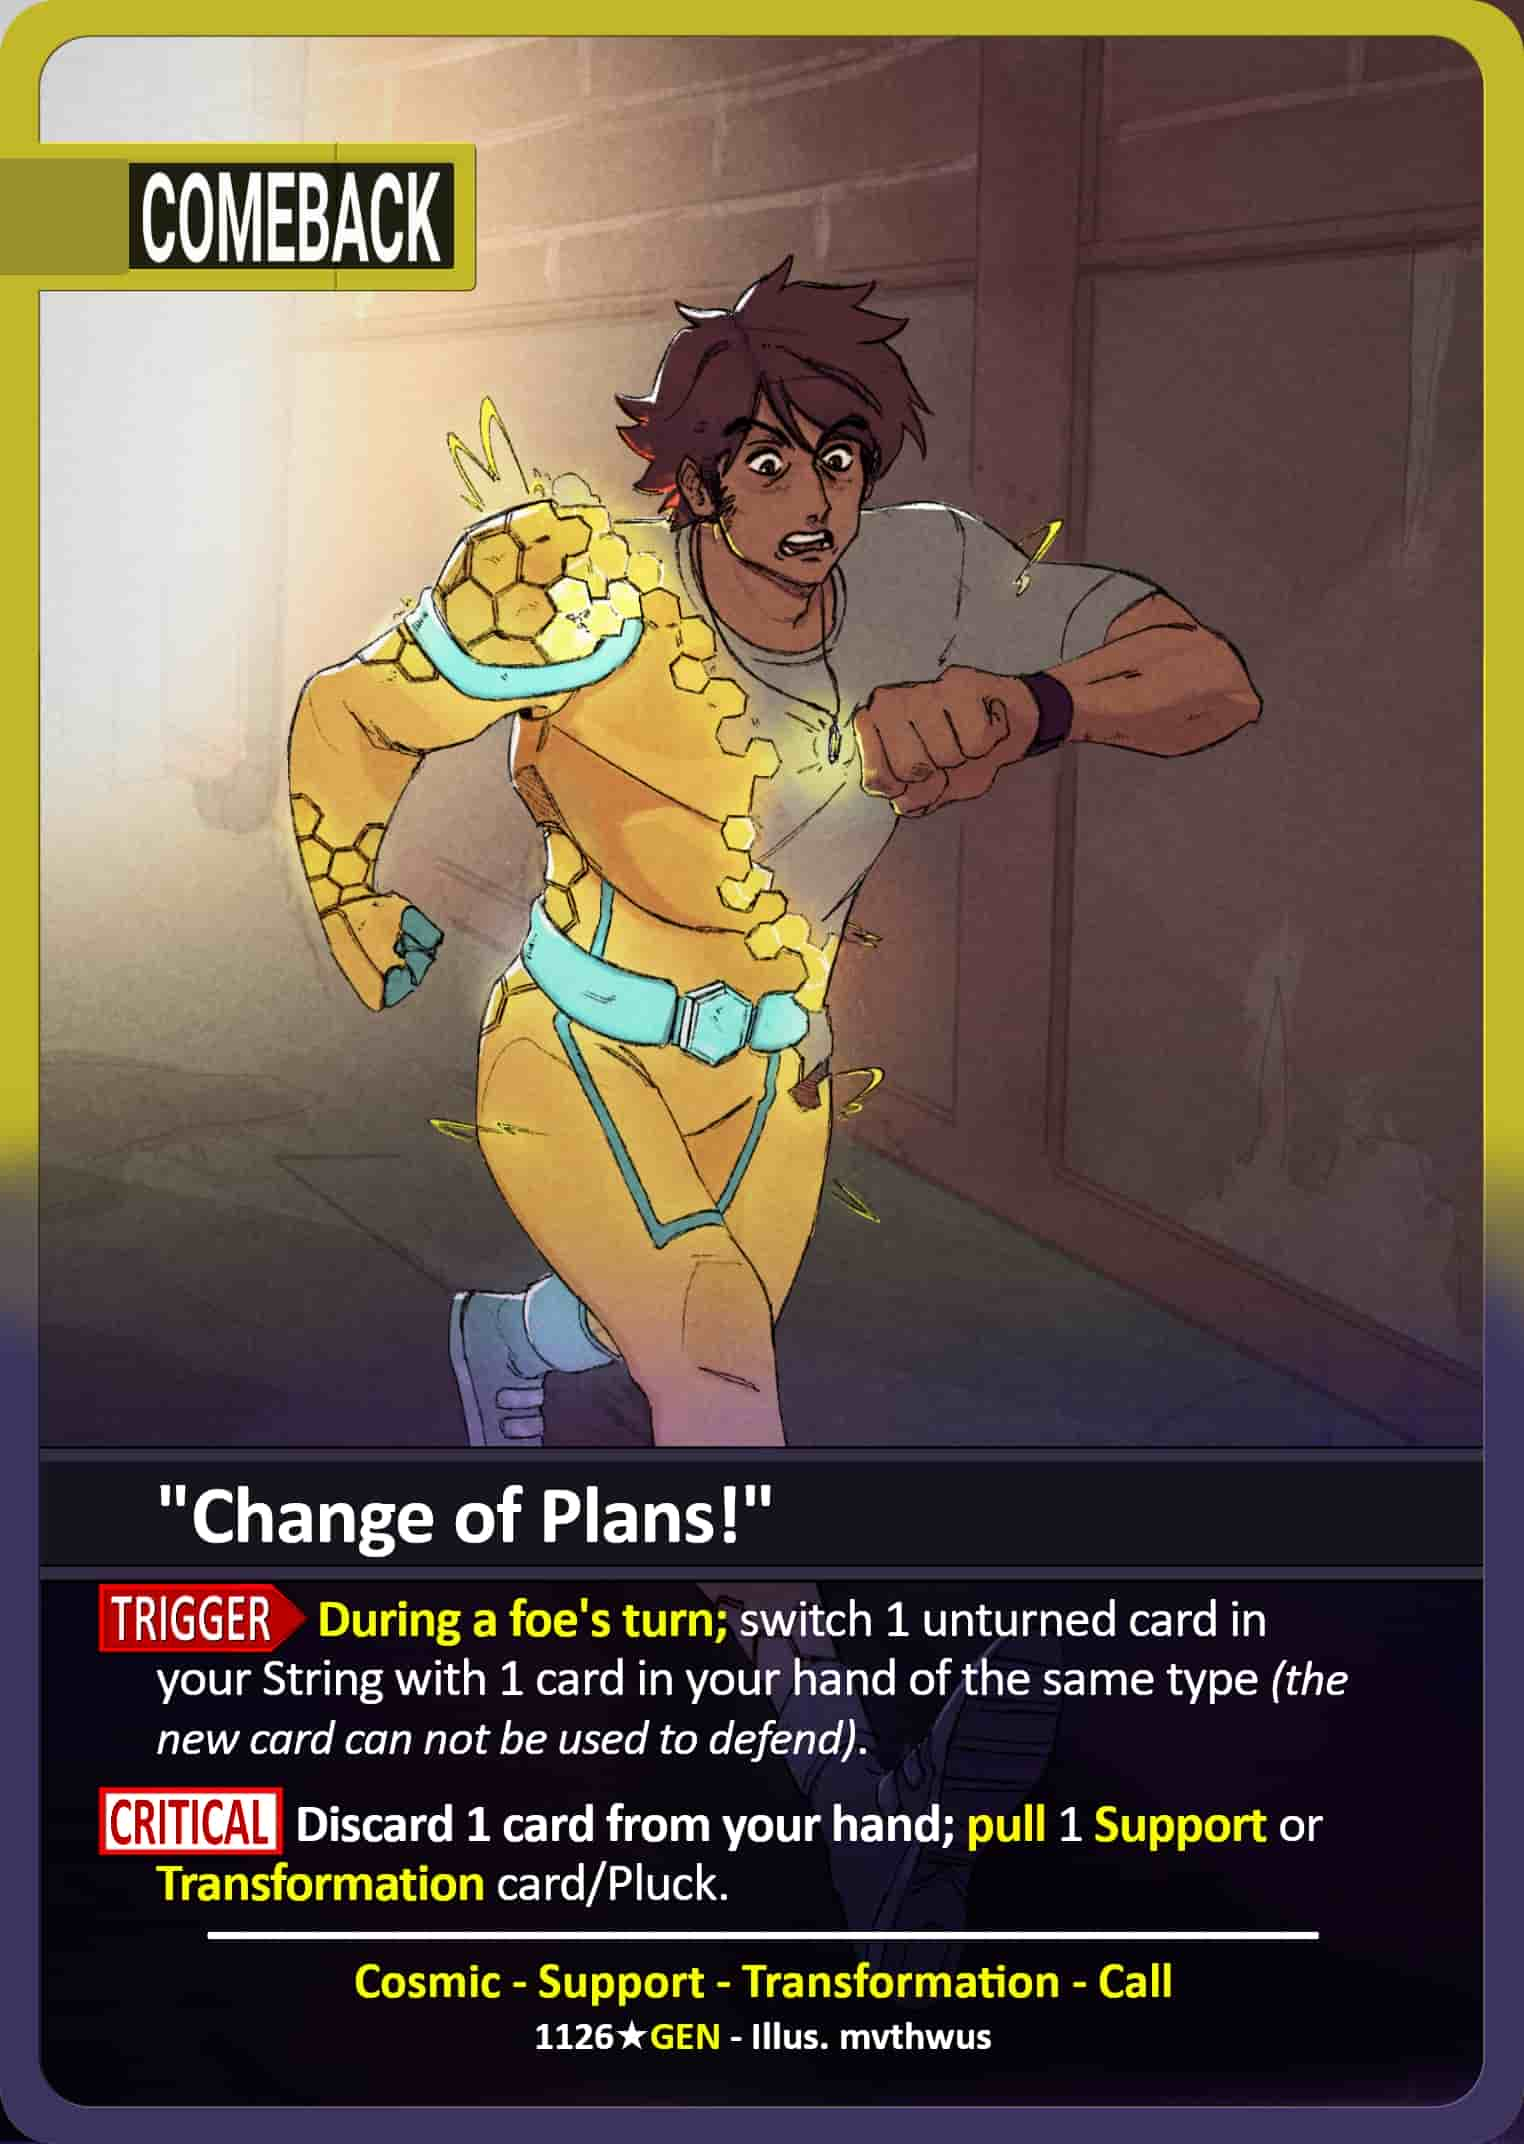 COMEBACK
"Change of Plans!"
TRIGGER During a foe's turn; switch 1 unturned card in
your String with 1 card in your hand of the same type (the
new card can not be used to defend).
CRITICAL Discard 1 card from your hand; pull 1 Support or
Transformation card/Pluck.
Cosmic - Support - Transformation - Call
1126★GEN - Illus. mvthwus